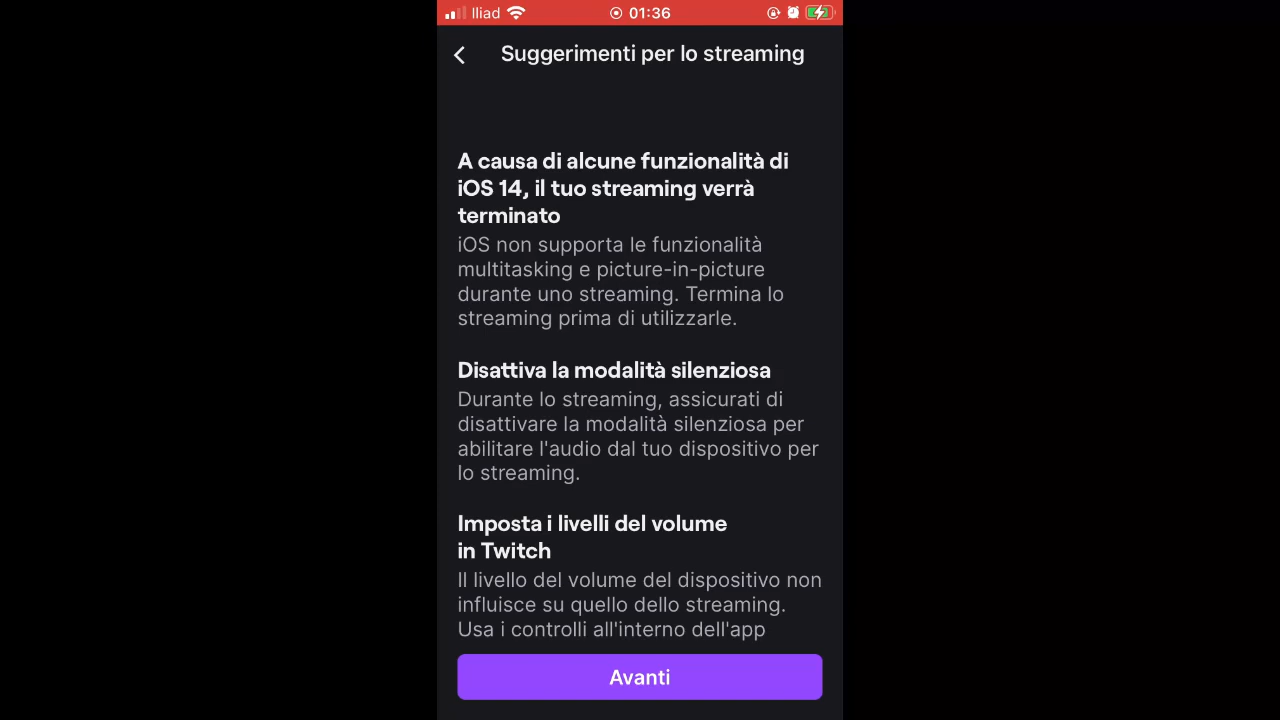 Iliad 01:36
Suggerimenti per lo streaming
A causa di alcune funzionalità di
iOS 14, il tuo streaming verrà
terminato
iOS non supporta le funzionalità
multitasking e picture-in-picture
durante uno streaming. Termina lo
streaming prima di utilizzarle.
Disattiva la modalità silenziosa
Durante lo streaming, assicurati di
disattivare la modalità silenziosa per
abilitare l'audio dal tuo dispositivo per
lo streaming.
Imposta i livelli del volume
in Twitch
Il livello del volume del dispositivo non
influisce su quello dello streaming.
Usa i controlli all'interno dell'app
Avanti